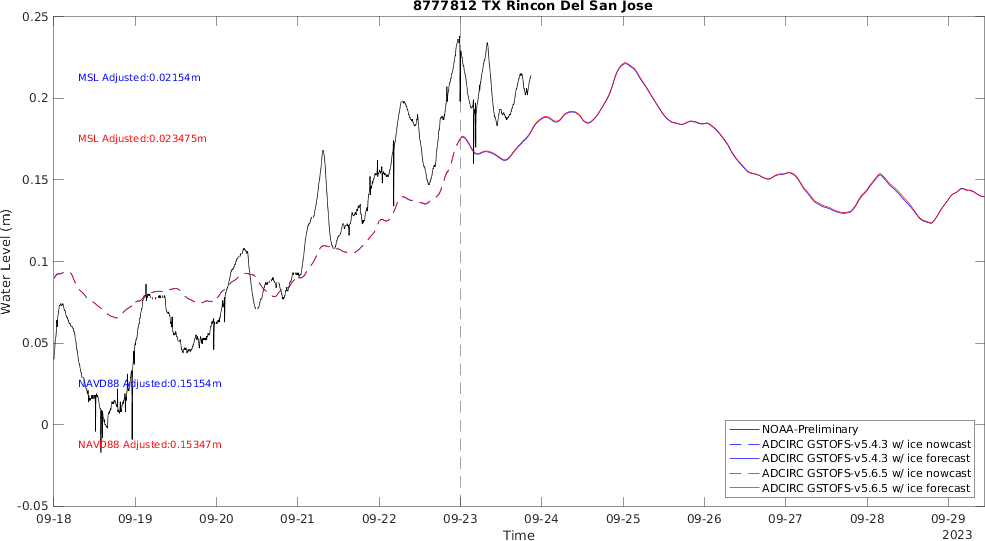 8777812 TX Rincon Del San Jose
0.25
0.2
0.15
0.1
0.05
0
-0.05
Water Level (m)
MSL Adjusted:0.02154m
MSL Adjusted:0.023475m
NAVD88 Adjusted:0.15154m
NAVD88 Adjusted:0.15347m
NOAA-Preliminary
ADCIRC GSTOFS-v5.4.3 w/ ice nowcast
ADCIRC GSTOFS-v5.4.3 w/ ice forecast
ADCIRC GSTOFS-v5.6.5 w/ ice nowcast
ADCIRC GSTOFS-v5.6.5 w/ ice forecast
09-18 09-19 09-20 09-21 09-22 09-23 09-24 09-25 09-26 09-27 09-28 09-29
Time
2023